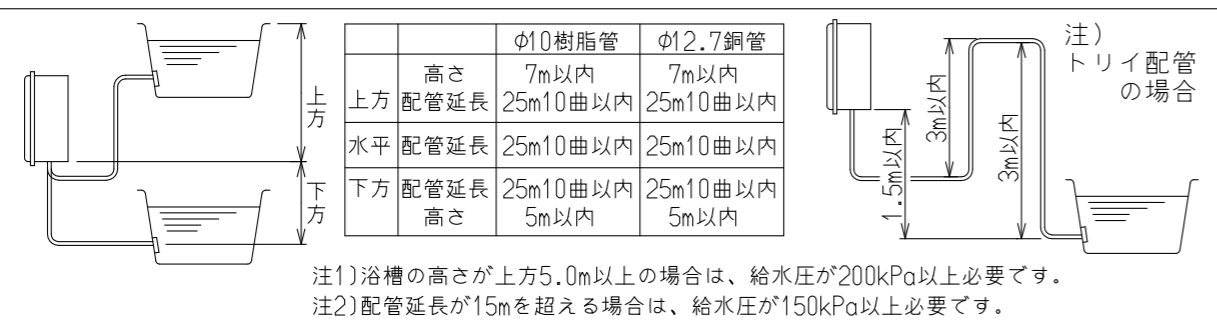 上方
下方
φ10樹脂管 φ12.7銅管
上方 高さ 7m以内 7m以内
配管延長 25m10曲以内 25m10曲以内
水平 配管延長 25m10曲以内 25m10曲以内
下方 配管延長 25m10曲以内 25m10曲以内
高さ 5m以内 5m以内
注)
トリイ配管
の場合
3m以内
3m以内
1.5m以内
注1)浴槽の高さが上方5.0m以上の場合は、給水圧が200kPa以上必要です。
注2)配管延長が15mを超える場合は、給水圧が150kPa以上必要です。